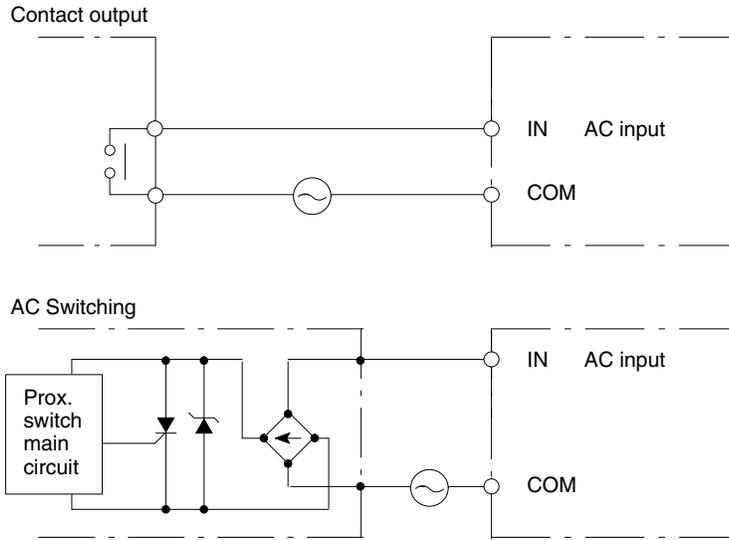 Contact output
IN AC input
COM
AC Switching
IN AC input
Prox.
switch
main
circuit
COM